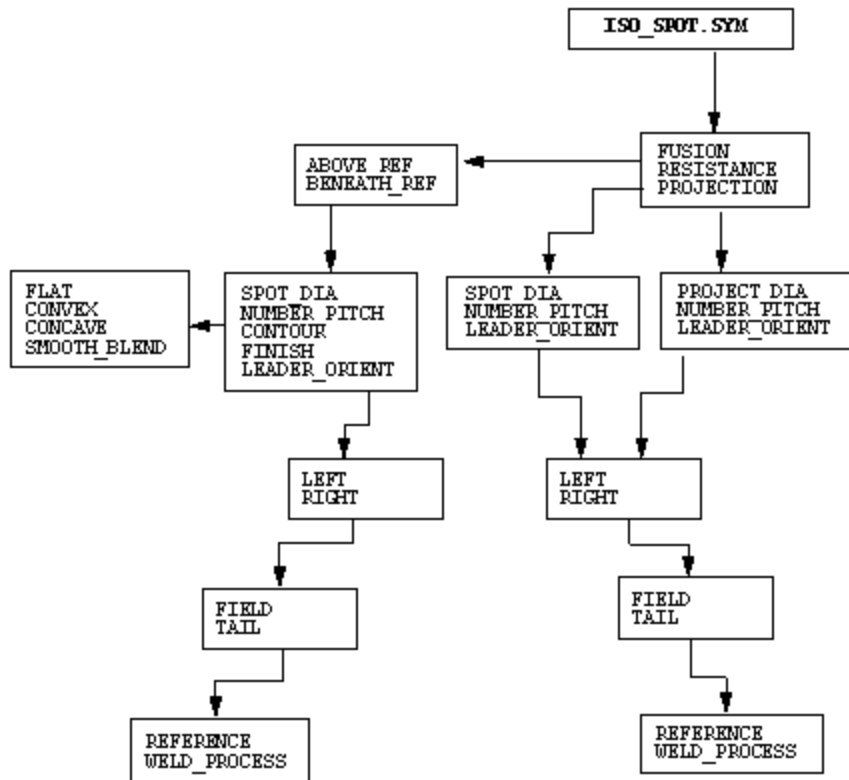 ISO_SPOT.SYM
FUSION
RESISTANCE
PROJECTION
ABOVE_REF
BENEATH_REF
FLAT
CONVEX
CONCAVE
SMOOTH_BLEND
SPOT_DIA
NUMBER_PITCH
CONTOUR
FINISH
LEADER_ORIENT
SPOT_DIA
NUMBER_PITCH
LEADER_ORIENT
PROJECT_DIA
NUMBER_PITCH
LEADER_ORIENT
LEFT
RIGHT
LEFT
RIGHT
FIELD
TAIL
FIELD
TAIL
REFERENCE
WELD_PROCESS
REFERENCE
WELD_PROCESS